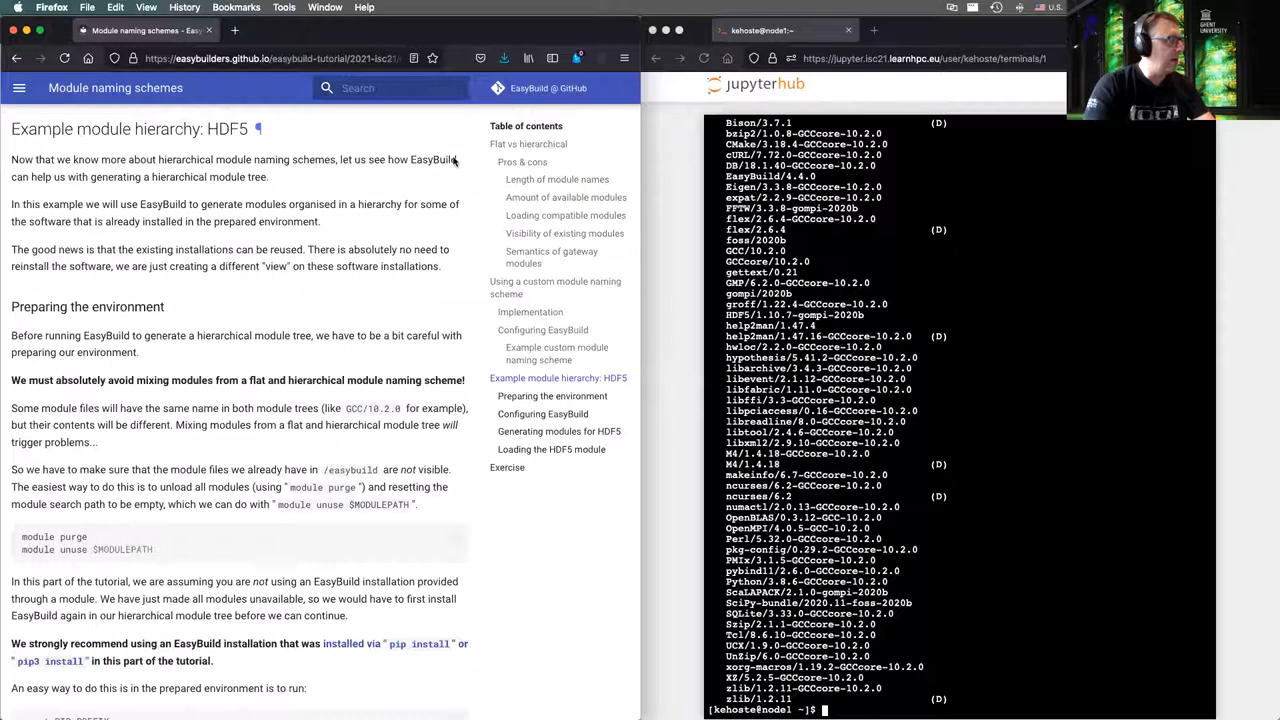 Firefox File Edit View History Bookmarks Tools Window Help
U.S.
Module naming schemes - Easy
kehoste@node1:~
https://easybuilders.github.io/easybuild-tutorial/2021-isc21/
https://jupyter.isc21.learnhpc.eu/user/kehoste/terminals/1
GHENT
UNIVERSITY
Module naming schemes
Search
EasyBuild @ GitHub
jupyterhub
Example module hierarchy: HDF5 ¶
Now that we know more about hierarchical module naming schemes, let us see how EasyBuild
can help us with generating a hierarchical module tree.
In this example we will use EasyBuild to generate modules organised in a hierarchy for some of
the software that is already installed in the prepared environment.
The good news is that the existing installations can be reused. There is absolutely no need to
reinstall the software, we are just creating a different "view" on these software installations.
Preparing the environment
Before running EasyBuild to generate a hierarchical module tree, we have to be a bit careful with
preparing our environment.
We must absolutely avoid mixing modules from a flat and hierarchical module naming scheme!
Some module files will have the same name in both module trees (like GCC/10.2.0 for example),
but their contents will be different. Mixing modules from a flat and hierarchical module tree will
trigger problems...
So we have to make sure that the module files we already have in /easybuild are not visible.
The easiest way to do this is to unload all modules (using "module purge") and resetting the
module search path to be empty, which we can do with "module unuse $MODULEPATH".
module purge
module unuse $MODULEPATH
In this part of the tutorial, we are assuming you are not using an EasyBuild installation provided
through a module. We have just made all modules unavailable, so we would have to first install
EasyBuild again in our hierarchical module tree before we can continue.
We strongly recommend using an EasyBuild installation that was installed via "pip install" or
"pip3 install" in this part of the tutorial.
An easy way to do this is in the prepared environment is to run:
Table of contents
Flat vs hierarchical
Pros & cons
Length of module names
Amount of available modules
Loading compatible modules
Visibility of existing modules
Semantics of gateway
modules
Using a custom module naming
scheme
Implementation
Configuring EasyBuild
Example custom module
naming scheme
Example module hierarchy: HDF5
Preparing the environment
Configuring EasyBuild
Generating modules for HDF5
Loading the HDF5 module
Exercise
Bison/3.7.1 (D)
bzip2/1.0.8-GCCcore-10.2.0
CMake/3.18.4-GCCcore-10.2.0
cURL/7.72.0-GCCcore-10.2.0
DB/18.1.40-GCCcore-10.2.0
EasyBuild/4.4.0
Eigen/3.3.8-GCCcore-10.2.0
expat/2.2.9-GCCcore-10.2.0
FFTW/3.3.8-gompi-2020b
flex/2.6.4-GCCcore-10.2.0
flex/2.6.4 (D)
foss/2020b
GCC/10.2.0
GCCcore/10.2.0
gettext/0.21
GMP/6.2.0-GCCcore-10.2.0
gompi/2020b
groff/1.22.4-GCCcore-10.2.0
HDF5/1.10.7-gompi-2020b
help2man/1.47.4
help2man/1.47.16-GCCcore-10.2.0 (D)
hwloc/2.2.0-GCCcore-10.2.0
hypothesis/5.41.2-GCCcore-10.2.0
libarchive/3.4.3-GCCcore-10.2.0
libevent/2.1.12-GCCcore-10.2.0
libfabric/1.11.0-GCCcore-10.2.0
libffi/3.3-GCCcore-10.2.0
libpciaccess/0.16-GCCcore-10.2.0
libreadline/8.0-GCCcore-10.2.0
libtool/2.4.6-GCCcore-10.2.0
libxml2/2.9.10-GCCcore-10.2.0
M4/1.4.18-GCCcore-10.2.0
M4/1.4.18 (D)
makeinfo/6.7-GCCcore-10.2.0
ncurses/6.2-GCCcore-10.2.0
ncurses/6.2 (D)
numactl/2.0.13-GCCcore-10.2.0
OpenBLAS/0.3.12-GCC-10.2.0
OpenMPI/4.0.5-GCC-10.2.0
Perl/5.32.0-GCCcore-10.2.0
pkg-config/0.29.2-GCCcore-10.2.0
PMIx/3.1.5-GCCcore-10.2.0
pybind11/2.6.0-GCCcore-10.2.0
Python/3.8.6-GCCcore-10.2.0
ScaLAPACK/2.1.0-gompi-2020b
SciPy-bundle/2020.11-foss-2020b
SQLite/3.33.0-GCCcore-10.2.0
Szip/2.1.1-GCCcore-10.2.0
Tcl/8.6.10-GCCcore-10.2.0
UCX/1.9.0-GCCcore-10.2.0
UnZip/6.0-GCCcore-10.2.0
xorg-macros/1.19.2-GCCcore-10.2.0
XZ/5.2.5-GCCcore-10.2.0
zlib/1.2.11-GCCcore-10.2.0
zlib/1.2.11 (D)
[kehoste@node1 ~]$